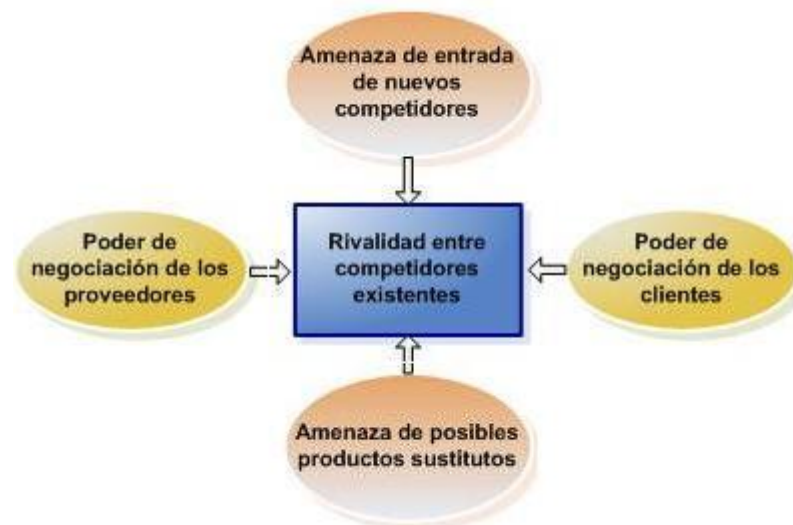 Amenaza de entrada
de nuevos
competidores
Poder de
negociación de los
proveedores
Rivalidad entre
competidores
existentes
Poder de
negociación de los
clientes
Amenaza de posibles
productos sustitutos